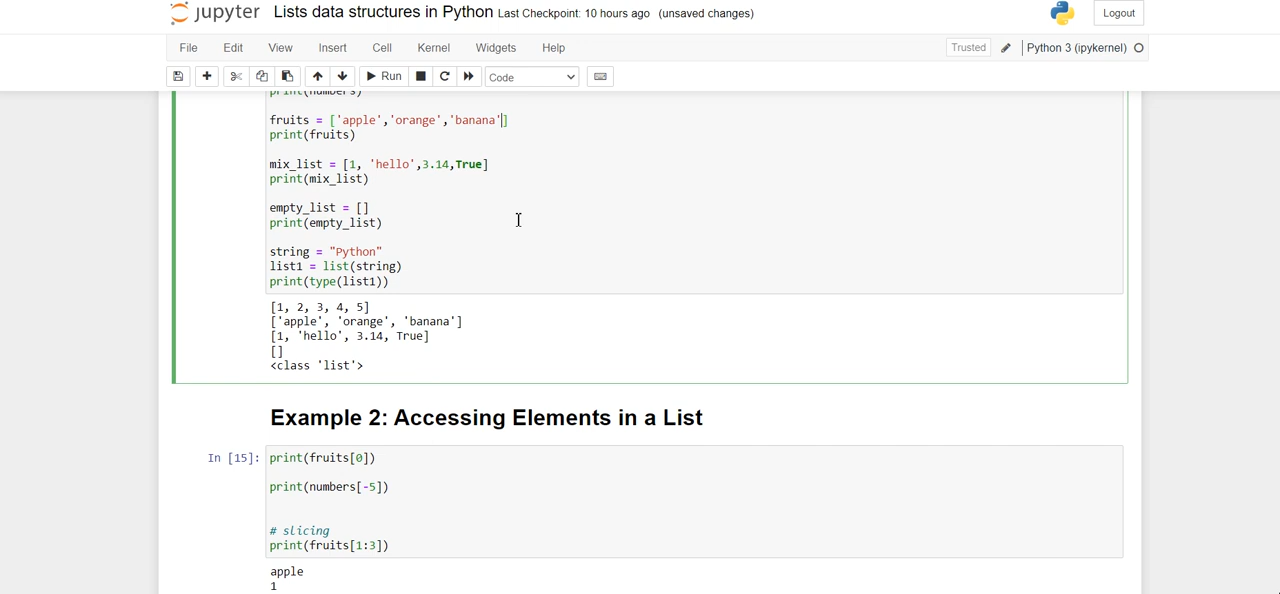 jupyter Lists data structures in Python Last Checkpoint: 10 hours ago (unsaved changes) Logout
File Edit View Insert Cell Kernel Widgets Help Trusted Python 3 (ipykernel)
Run Code
print(numbers)
fruits = ['apple','orange','banana']
print(fruits)
mix_list = [1, 'hello',3.14,True]
print(mix_list)
empty_list = []
print(empty_list)
string = "Python"
list1 = list(string)
print(type(list1))
[1, 2, 3, 4, 5]
['apple', 'orange', 'banana']
[1, 'hello', 3.14, True]
[]
<class 'list'>
Example 2: Accessing Elements in a List
In [15]: print(fruits[0])
print(numbers[-5])
# slicing
print(fruits[1:3])
apple
1